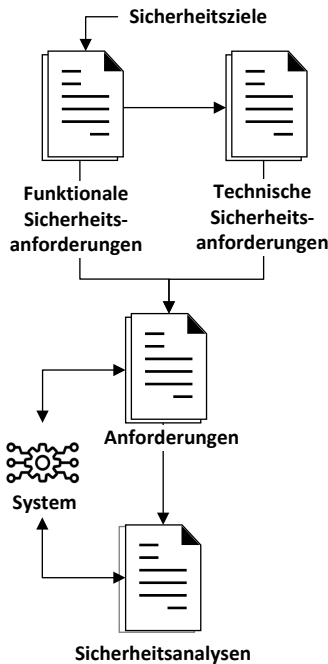 Sicherheitsziele
Funktionale
Sicherheits-
anforderungen
Technische
Sicherheits-
anforderungen
Anforderungen
System
Sicherheitsanalysen